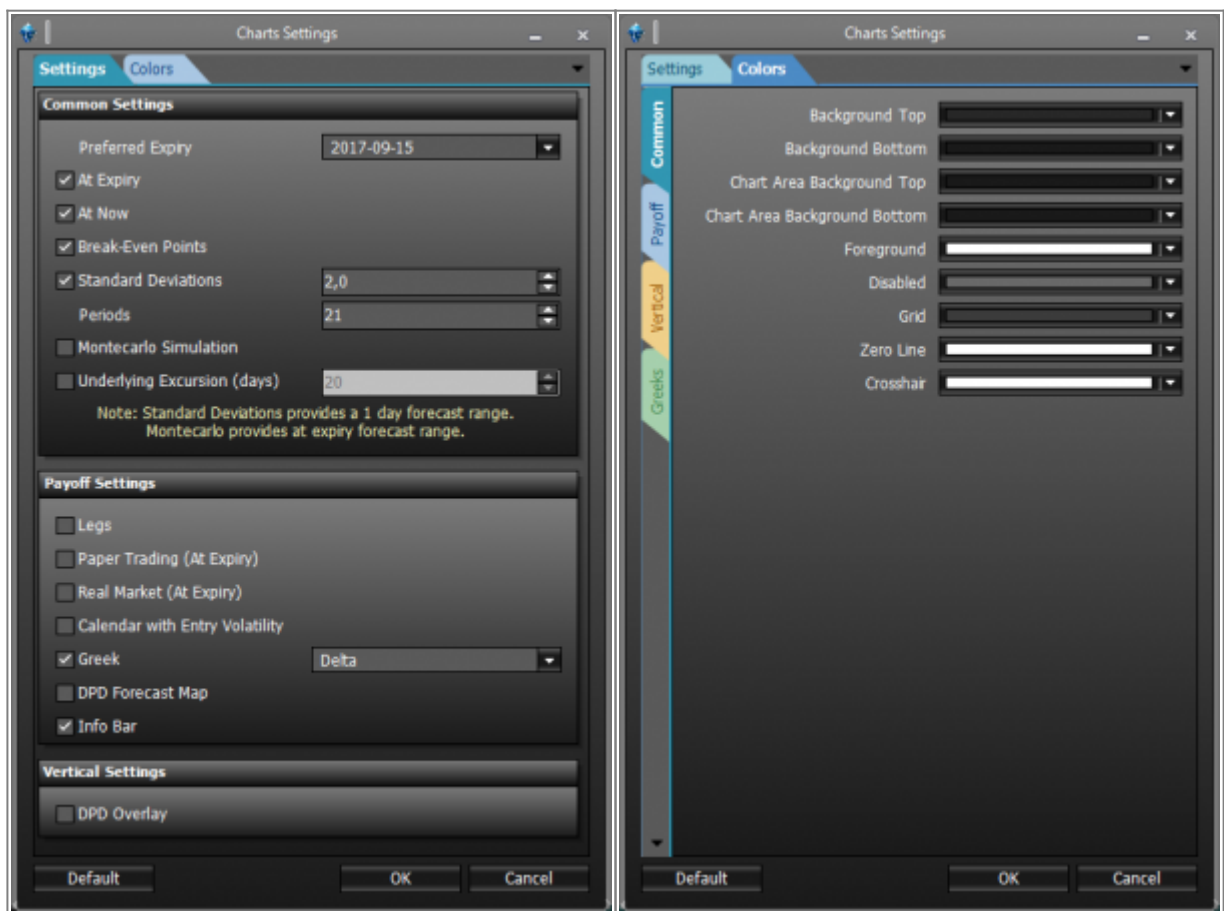 Charts Settings
Settings Colors
Common Settings
Preferred Expiry 2017-09-15
At Expiry
At Now
Break-Even Points
Standard Deviations 2,0
Periods 21
Montecarlo Simulation
Underlying Excursion (days) 20
Note: Standard Deviations provides a 1 day forecast range.
Montecarlo provides at expiry forecast range.
Payoff Settings
Legs
Paper Trading (At Expiry)
Real Market (At Expiry)
Calendar with Entry Volatility
Greek Delta
DPD Forecast Map
Info Bar
Vertical Settings
DPD Overlay
Default OK Cancel
Charts Settings
Settings Colors
Common
Payoff
Vertical
Greeks
Background Top
Background Bottom
Chart Area Background Top
Chart Area Background Bottom
Foreground
Disabled
Grid
Zero Line
Crosshair
Default OK Cancel